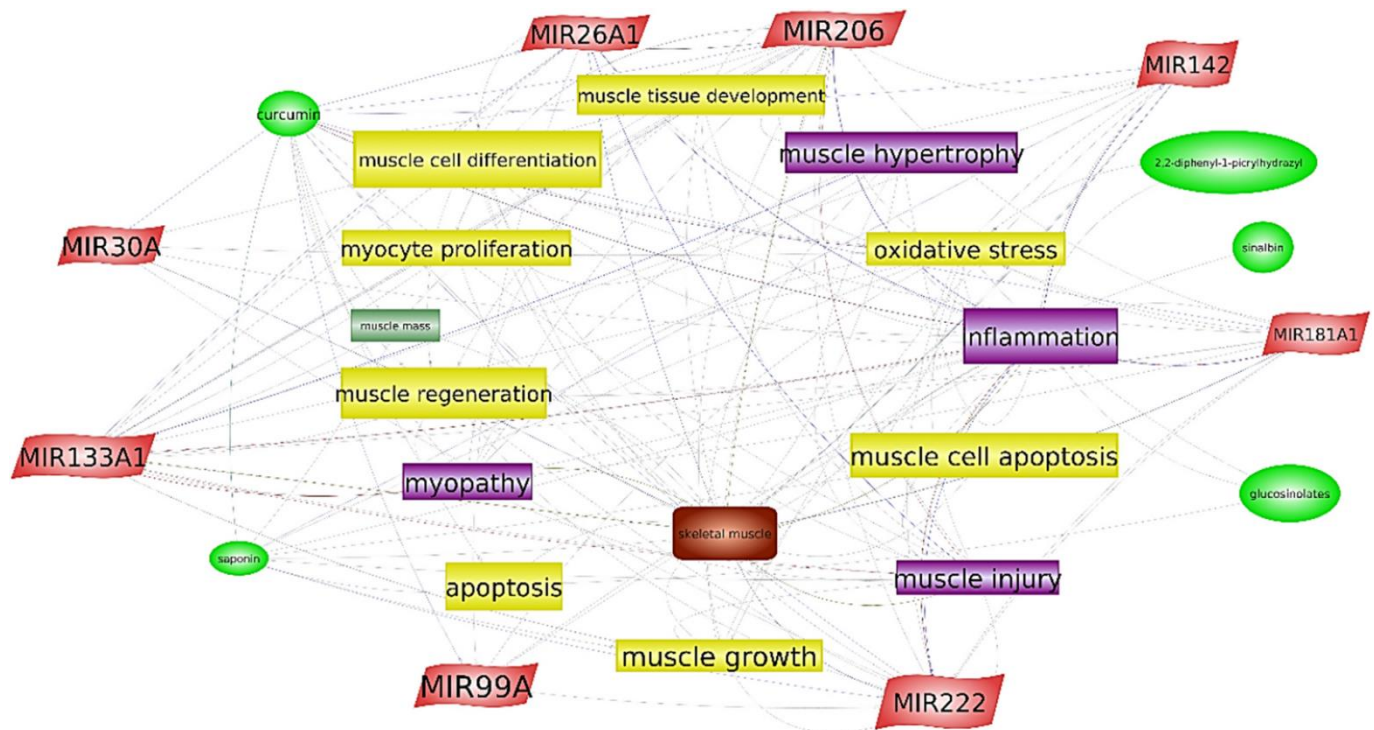 MIR26A1
MIR206
MIR142
muscle tissue development
curcumin
muscle cell differentiation
muscle hypertrophy
2,2-diphenyl-1-picrylhydrazyl
MIR30A
myocyte proliferation
oxidative stress
sinalbin
muscle mass
nflammation
MIR181A1
muscle regeneration
MIR133A1
muscle cell apoptosis
myopathy
glucosinolates
skeletal muscle
saponin
apoptosis
muscle injury
muscle growth
MIR99A
MIR222